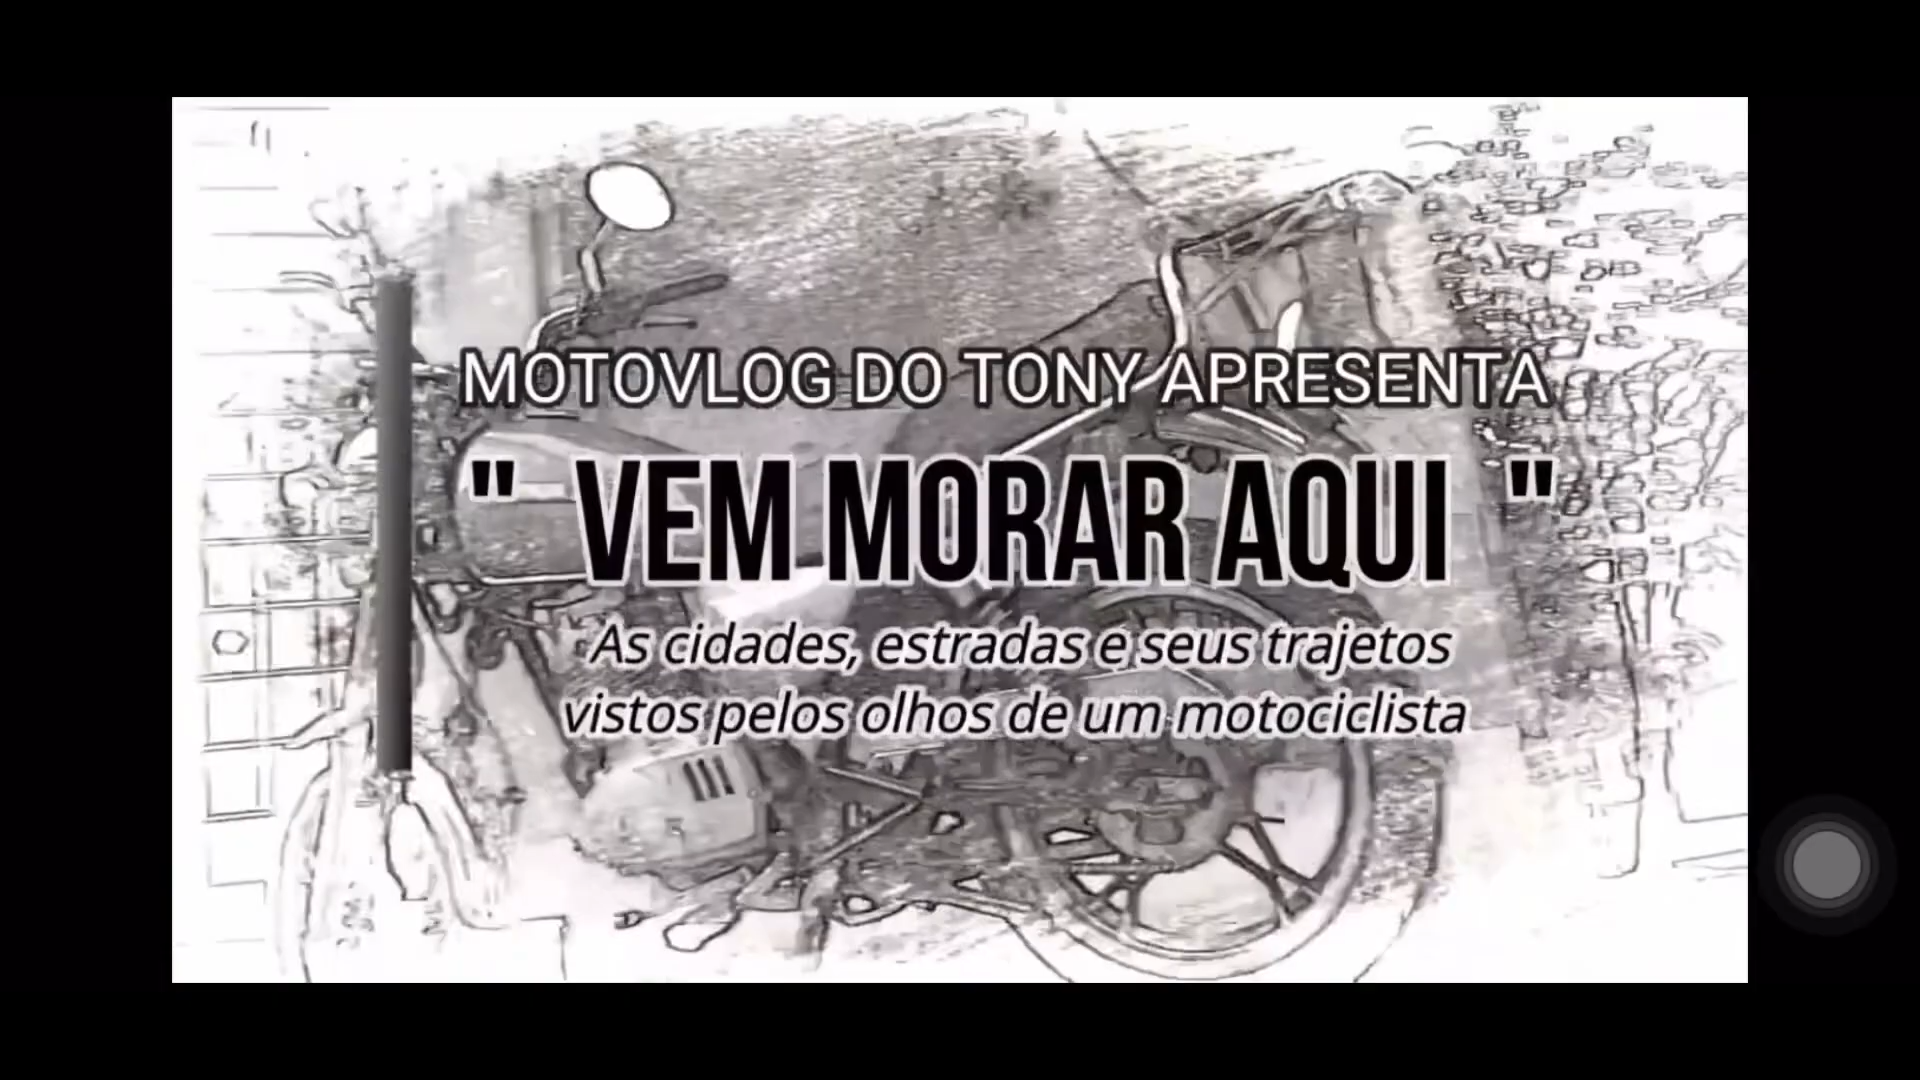 MOTOVLOG DO TONY APRESENTA
" VEM MORAR AQUI "
As cidades, estradas e seus trajetos
vistos pelos olhos de um motociclista